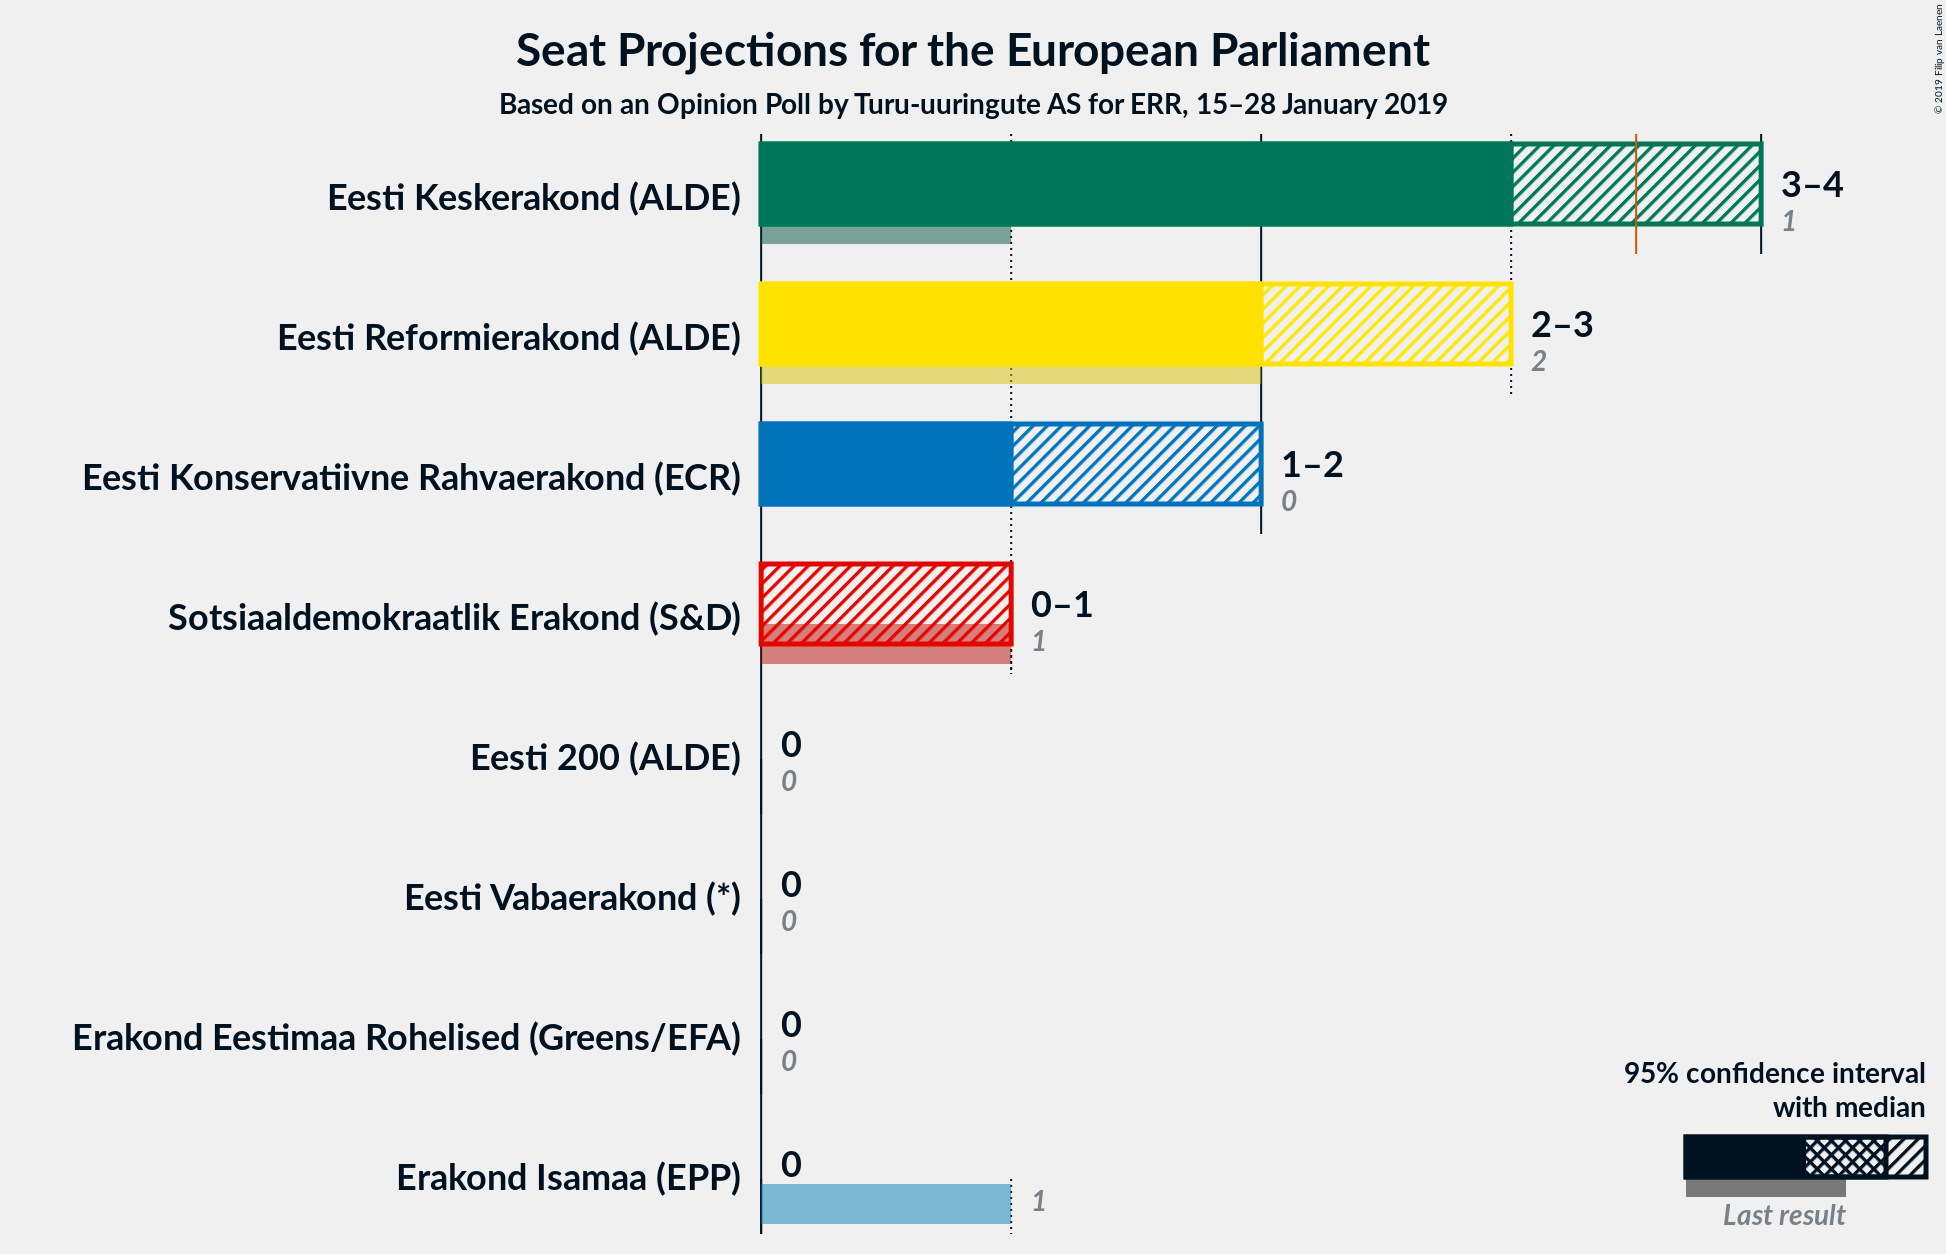 Seat Projections for the European Parliament
Based on an Opinion Poll by Turu-uuringute AS for ERR, 15–28 January 2019
© 2019 Filip van Laenen
Eesti Keskerakond (ALDE)
3–4
1
Eesti Reformierakond (ALDE)
2–3
2
Eesti Konservatiivne Rahvaerakond (ECR)
1–2
0
Sotsiaaldemokraatlik Erakond (S&D)
0–1
1
Eesti 200 (ALDE)
0
0
Eesti Vabaerakond (*)
0
0
Erakond Eestimaa Rohelised (Greens/EFA)
0
0
Erakond Isamaa (EPP)
0
1
95% confidence interval
with median
Last result